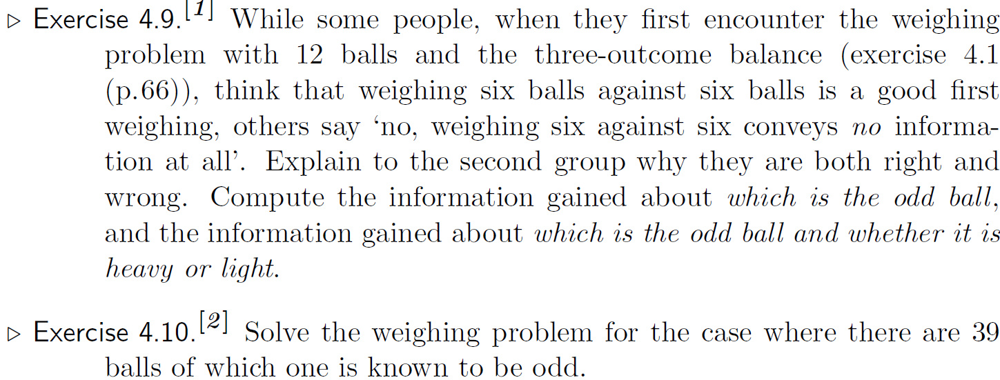 ▷ Exercise 4.9.[1] While some people, when they first encounter the weighing
problem with 12 balls and the three-outcome balance (exercise 4.1
(p.66)), think that weighing six balls against six balls is a good first
weighing, others say ‘no, weighing six against six conveys no informa-
tion at all’. Explain to the second group why they are both right and
wrong. Compute the information gained about which is the odd ball,
and the information gained about which is the odd ball and whether it is
heavy or light.
▷ Exercise 4.10.[2] Solve the weighing problem for the case where there are 39
balls of which one is known to be odd.